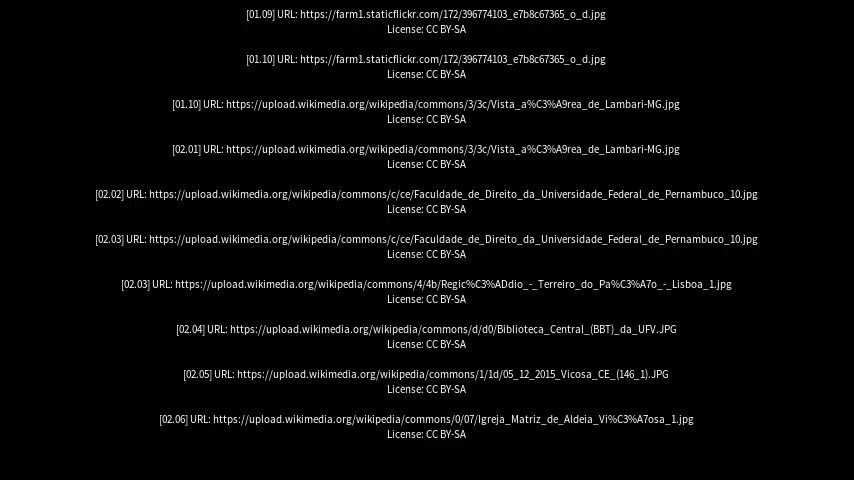 [01.09] URL: https://farm1.staticflickr.com/172/396774103_e7b8c67365_o_d.jpg
License: CC BY-SA
[01.10] URL: https://farm1.staticflickr.com/172/396774103_e7b8c67365_o_d.jpg
License: CC BY-SA
[01.10] URL: https://upload.wikimedia.org/wikipedia/commons/3/3c/Vista_a%C3%A9rea_de_Lambari-MG.jpg
License: CC BY-SA
[02.01] URL: https://upload.wikimedia.org/wikipedia/commons/3/3c/Vista_a%C3%A9rea_de_Lambari-MG.jpg
License: CC BY-SA
[02.02] URL: https://upload.wikimedia.org/wikipedia/commons/c/ce/Faculdade_de_Direito_da_Universidade_Federal_de_Pernambuco_10.jpg
License: CC BY-SA
[02.03] URL: https://upload.wikimedia.org/wikipedia/commons/c/ce/Faculdade_de_Direito_da_Universidade_Federal_de_Pernambuco_10.jpg
License: CC BY-SA
[02.03] URL: https://upload.wikimedia.org/wikipedia/commons/4/4b/Regic%C3%ADdio_-_Terreiro_do_Pa%C3%A7o_-_Lisboa_1.jpg
License: CC BY-SA
[02.04] URL: https://upload.wikimedia.org/wikipedia/commons/d/d0/Biblioteca_Central_(BBT)_da_UFV.JPG
License: CC BY-SA
[02.05] URL: https://upload.wikimedia.org/wikipedia/commons/1/1d/05_12_2015_Vicosa_CE_(146_1).JPG
License: CC BY-SA
[02.06] URL: https://upload.wikimedia.org/wikipedia/commons/0/07/Igreja_Matriz_de_Aldeia_Vi%C3%A7osa_1.jpg
License: CC BY-SA